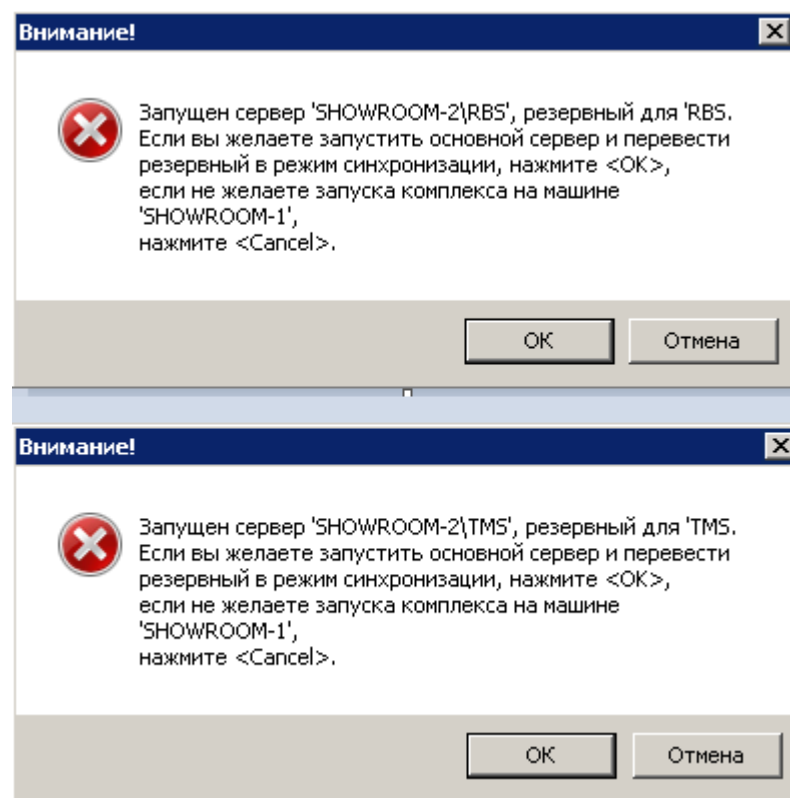 Внимание!
Запущен сервер 'SHOWROOM-2\RBS', резервный для 'RBS.
Если вы желаете запустить основной сервер и перевести
резервный в режим синхронизации, нажмите <OK>,
если не желаете запуска комплекса на машине
'SHOWROOM-1',
нажмите <Cancel>.
ОК
Отмена
Внимание!
Запущен сервер 'SHOWROOM-2\TMS', резервный для 'TMS.
Если вы желаете запустить основной сервер и перевести
резервный в режим синхронизации, нажмите <OK>,
если не желаете запуска комплекса на машине
'SHOWROOM-1',
нажмите <Cancel>.
ОК
Отмена